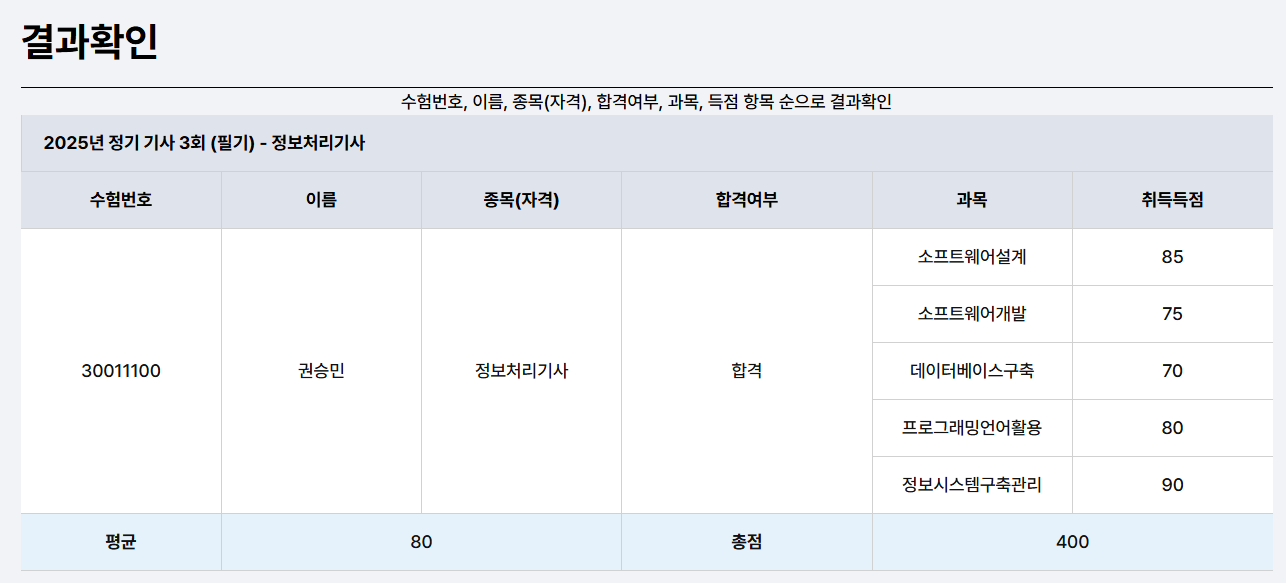 결과확인
수험번호, 이름, 종목(자격), 합격여부, 과목, 득점 항목 순으로 결과확인
2025년 정기 기사 3회 (필기) - 정보처리기사
수험번호 이름 종목(자격) 합격여부 과목 취득득점
소프트웨어설계 85
소프트웨어개발 75
30011100 권승민 정보처리기사 합격 데이터베이스구축 70
프로그래밍언어활용 80
정보시스템구축관리 90
평균 80 총점 400